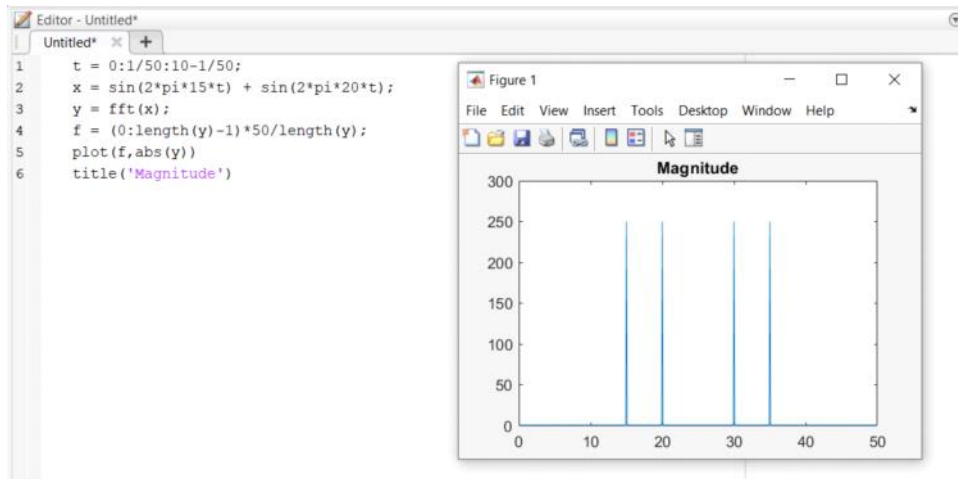 Editor - Untitled*
Untitled* × +
1 t = 0:1/50:10-1/50;
2 x = sin(2*pi*15*t) + sin(2*pi*20*t);
3 y = fft(x);
4 f = (0:length(y)-1)*50/length(y);
5 plot(f,abs(y))
6 title('Magnitude')
Figure 1
File Edit View Insert Tools Desktop Window Help
Magnitude
300
250
200
150
100
50
0
0 10 20 30 40 50